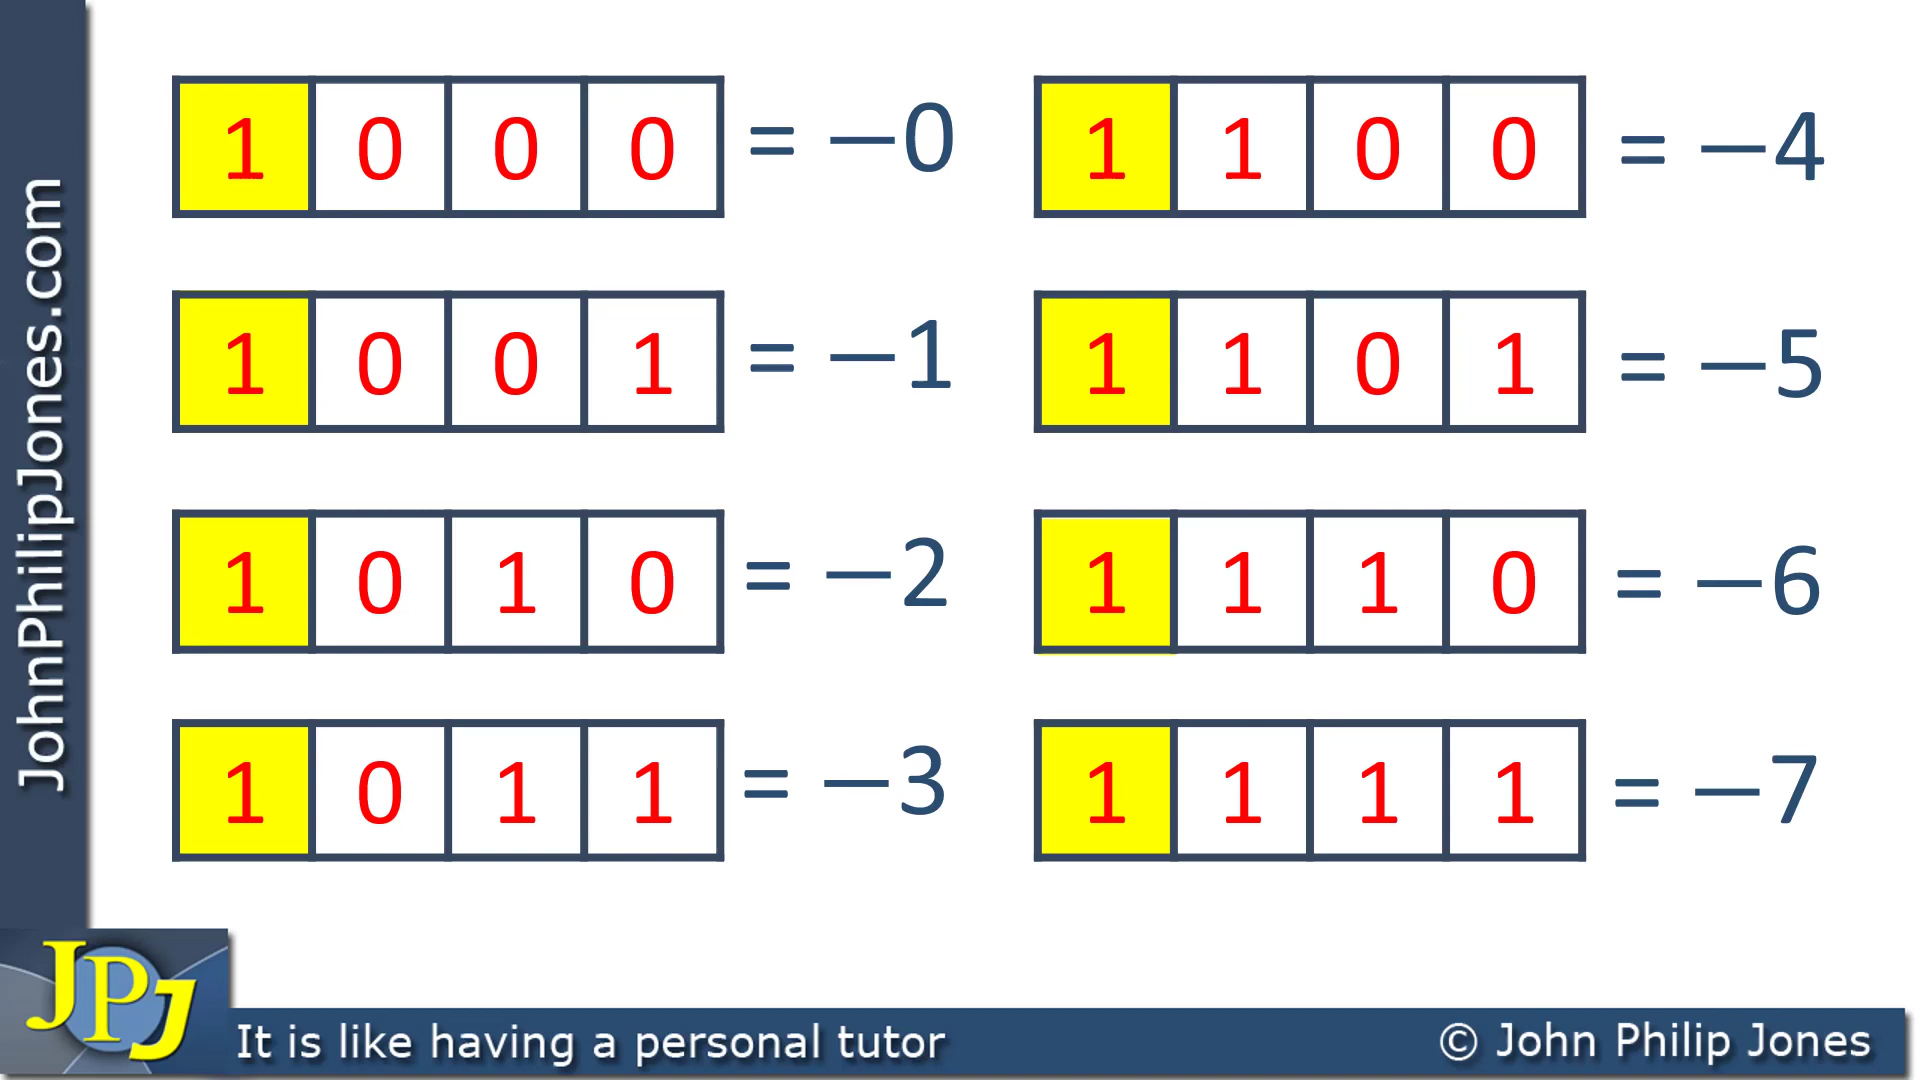 1 0 0 0 = −0
1 0 0 1 = −1
1 0 1 0 = −2
1 0 1 1 = −3
1 1 0 0 = −4
1 1 0 1 = −5
1 1 1 0 = −6
1 1 1 1 = −7
JohnPhilipJones.com
JPJ
It is like having a personal tutor
© John Philip Jones